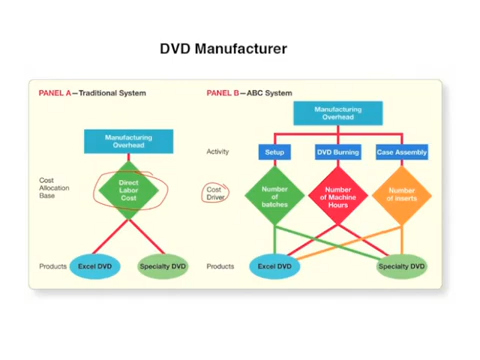 DVD Manufacturer
PANEL A—Traditional System
Manufacturing
Overhead
Cost
Allocation
Base
Direct
Labor
Cost
Products
Excel DVD
Specialty DVD
PANEL B—ABC System
Manufacturing
Overhead
Activity
Setup
DVD Burning
Case Assembly
Cost
Driver
Number
of
batches
Number
of Machine
Hours
Number
of inserts
Products
Excel DVD
Specialty DVD